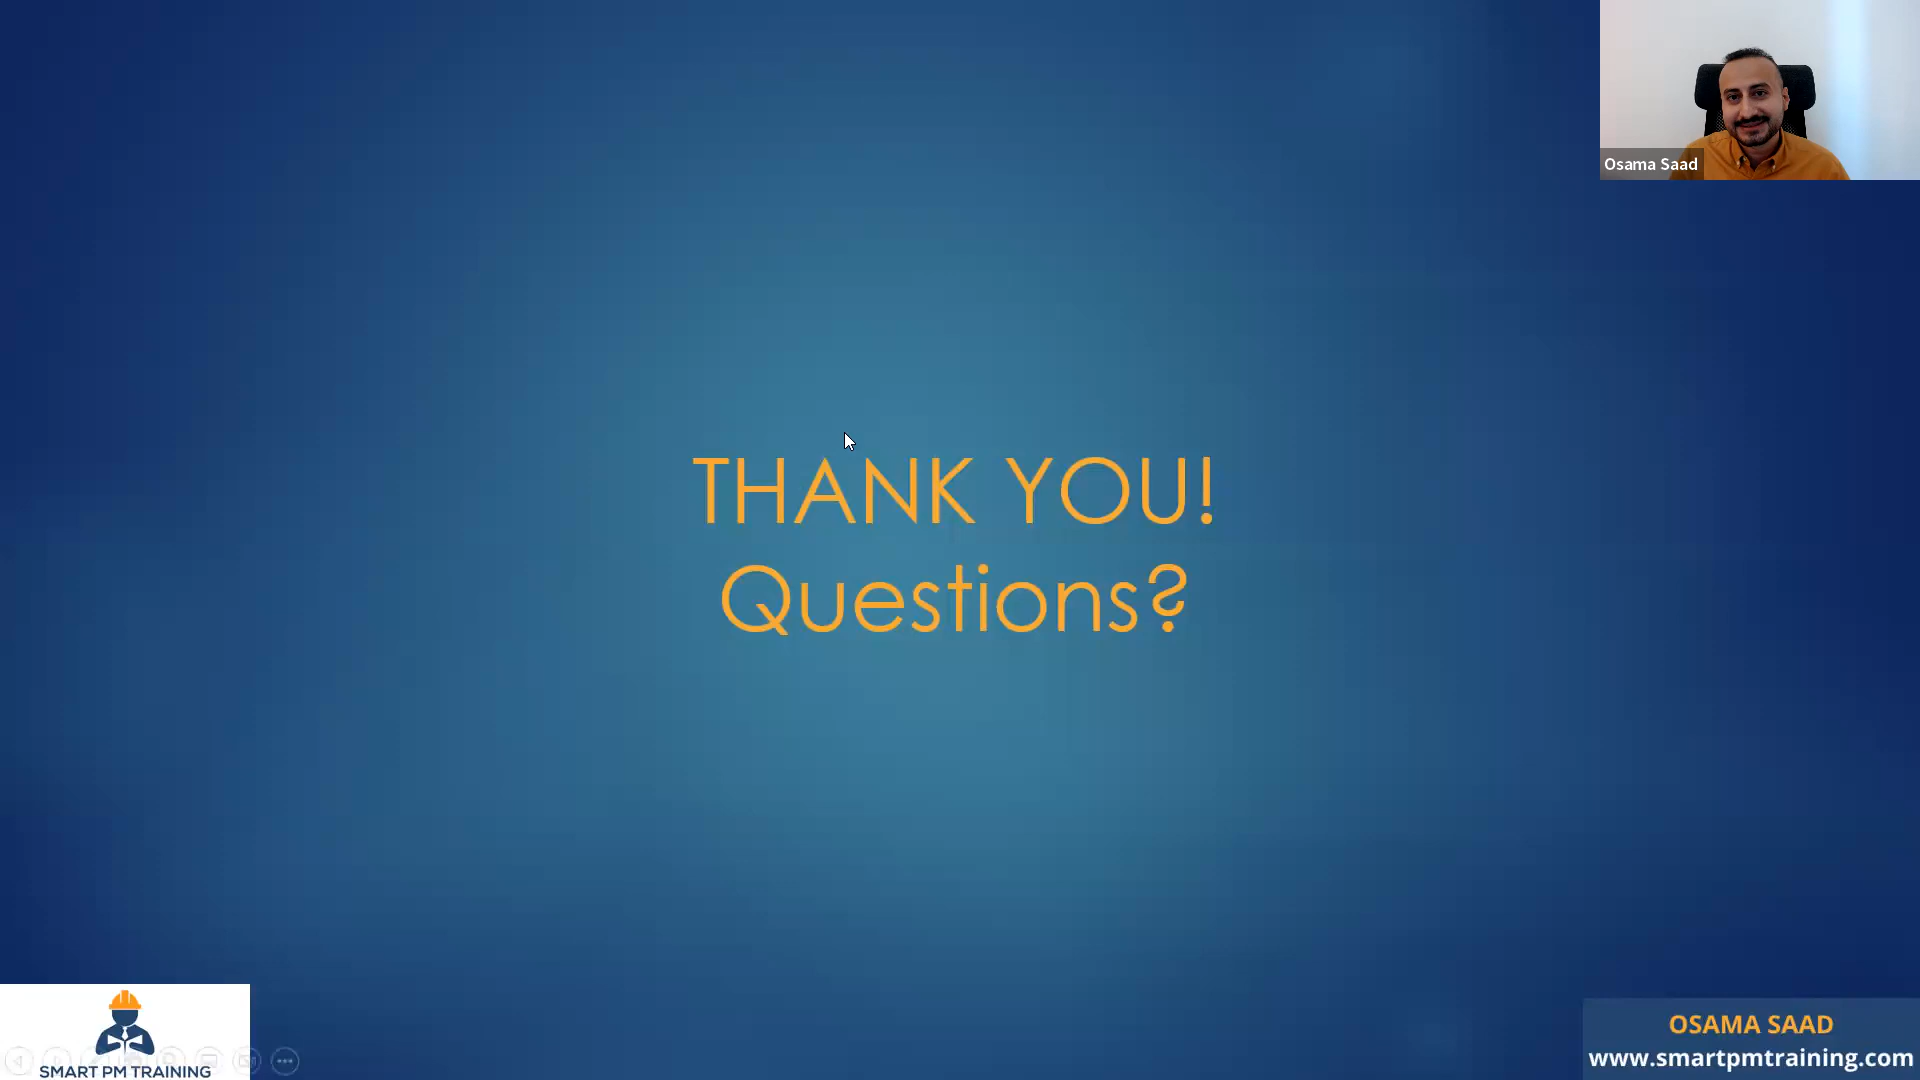 Osama Saad
THANK YOU!
Questions?
SMART PM TRAINING
OSAMA SAAD
www.smartpmtraining.com